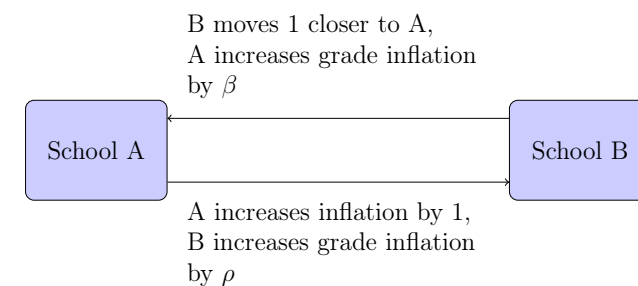 B moves 1 closer to A,
A increases grade inflation
by β
School A
School B
A increases inflation by 1,
B increases grade inflation
by ρ